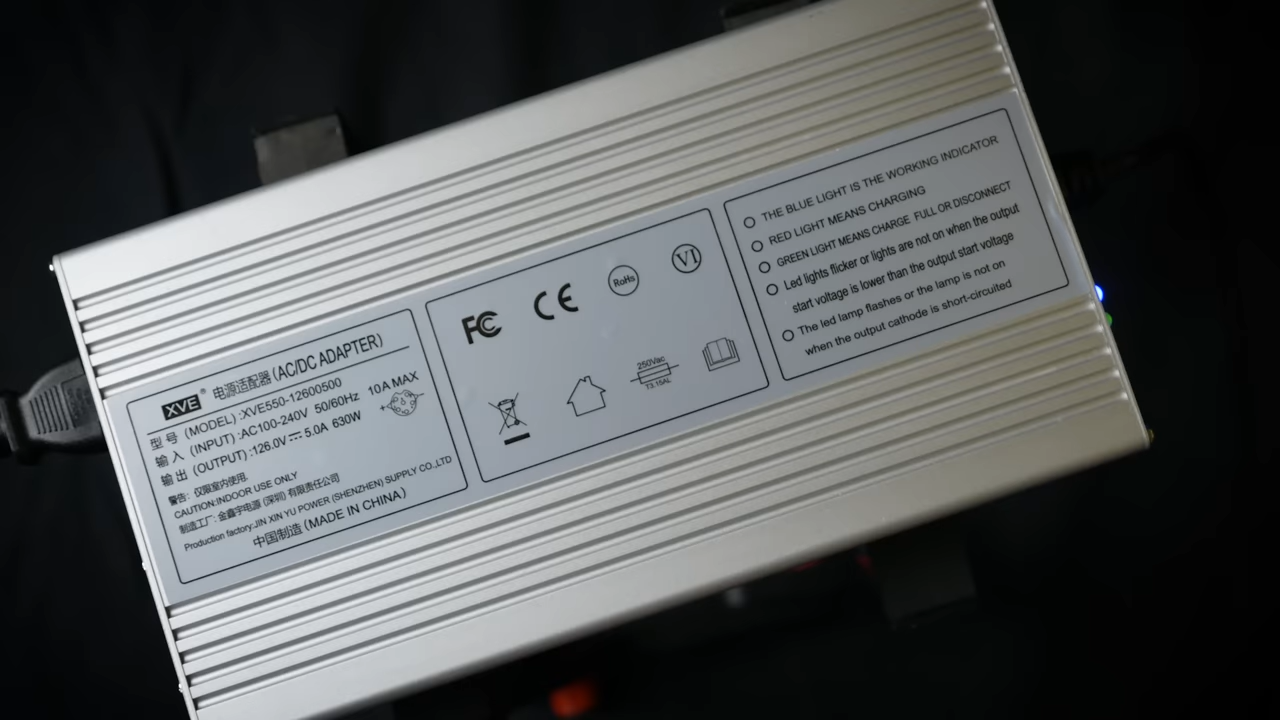 XVE® 电源适配器 (AC/DC ADAPTER)
型 号 (MODEL) :XVE550-12600500
输 入 (INPUT) :AC100-240V 50/60Hz 10A MAX
输 出 (OUTPUT) :126.0V 5.0A 630W
警告: 仅限室内使用.
CAUTION:INDOOR USE ONLY
制造工厂: 金鑫宇电源 (深圳) 有限责任公司
Production factory:JIN XIN YU POWER (SHENZHEN) SUPPLY CO.,LTD
中国制造 (MADE IN CHINA)
FC CE RoHs VI
250Vac
T3.15AL
THE BLUE LIGHT IS THE WORKING INDICATOR
RED LIGHT MEANS CHARGING
GREEN LIGHT MEANS CHARGE FULL OR DISCONNECT
Led lights flicker or lights are not on when the output
start voltage is lower than the output start voltage
The led lamp flashes or the lamp is not on
when the output cathode is short-circuited